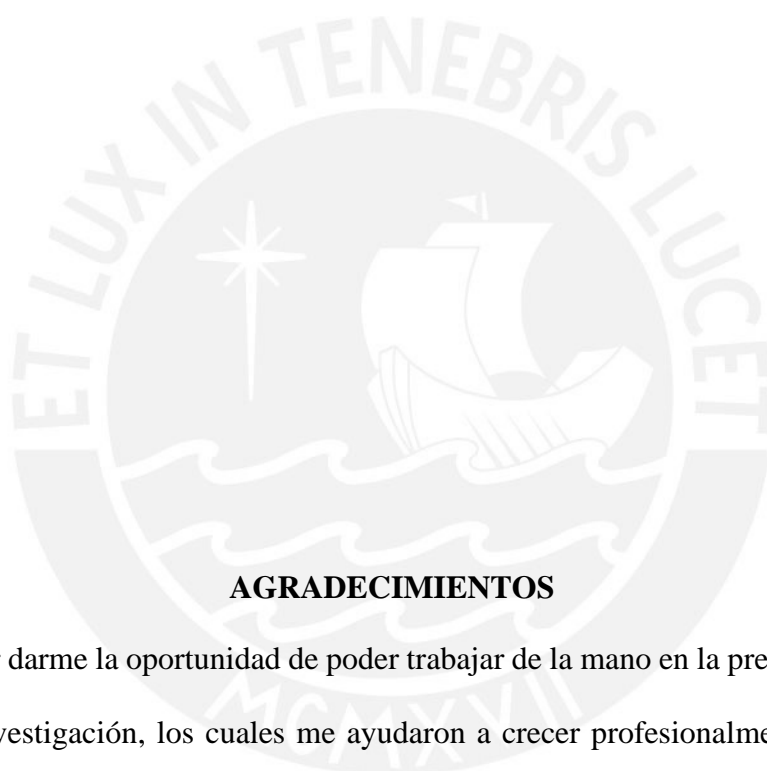 ET LUX IN TENEBRIS LUCET
AGRADECIMIENTOS
darme la oportunidad de poder trabajar de la mano en la pre
vestigación, los cuales me ayudaron a crecer profesionalme
MCMXVII